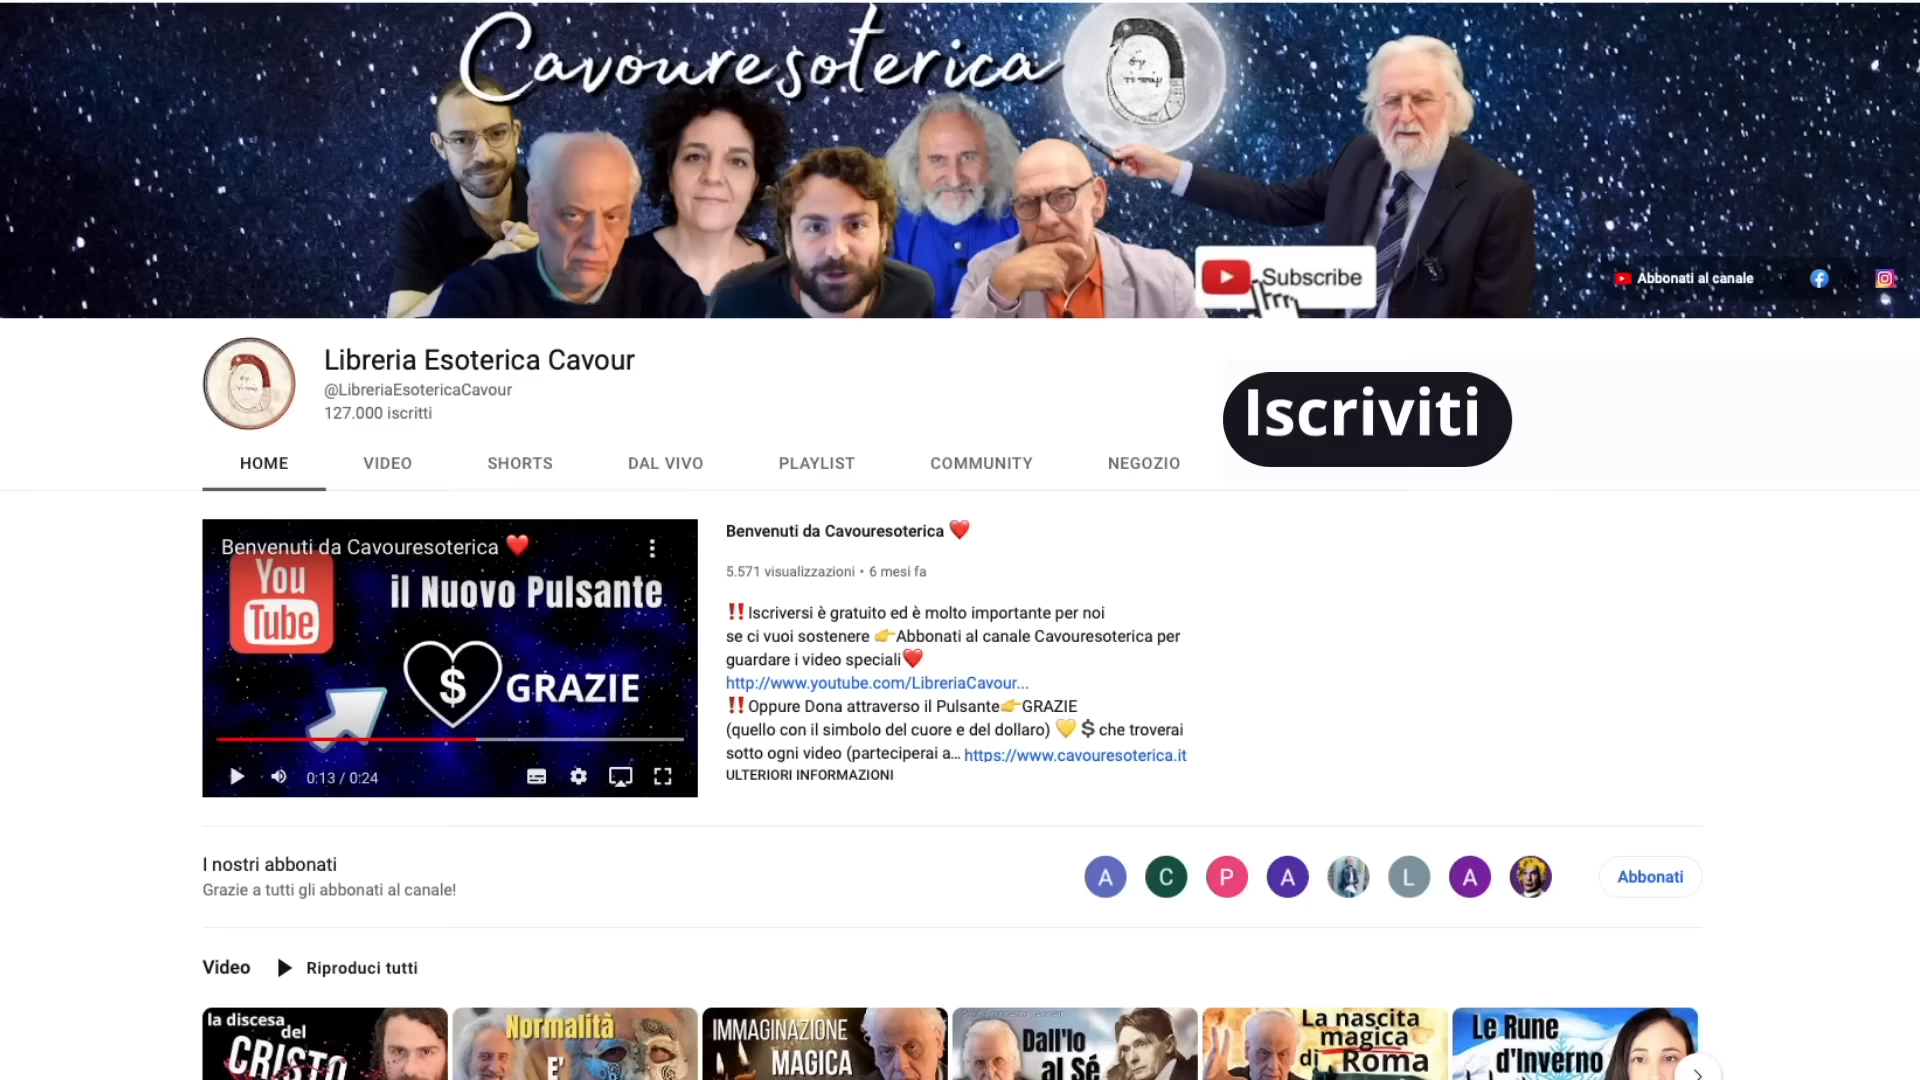 Cavouresoterica
Subscribe
Abbonati al canale
Libreria Esoterica Cavour
@LibreriaEsotericaCavour
127.000 iscritti
Iscriviti
HOME VIDEO SHORTS DAL VIVO PLAYLIST COMMUNITY NEGOZIO
Benvenuti da Cavouresoterica ❤️
You
Tube
il Nuovo Pulsante
$ GRAZIE
0:13 / 0:24
Benvenuti da Cavouresoterica ❤️
5.571 visualizzazioni • 6 mesi fa
‼️Iscriversi è gratuito ed è molto importante per noi
se ci vuoi sostenere 👉Abbonati al canale Cavouresoterica per
guardare i video speciali❤️
http://www.youtube.com/LibreriaCavour...
‼️Oppure Dona attraverso il Pulsante👉GRAZIE
(quello con il simbolo del cuore e del dollaro) 💛 $ che troverai
sotto ogni video (parteciperai a... https://www.cavouresoterica.it
ULTERIORI INFORMAZIONI
I nostri abbonati
Grazie a tutti gli abbonati al canale!
A C P A L A
Abbonati
Video Riproduci tutti
la discesa
del
CRISTO
Normalità
E'
IMMAGINAZIONE
MAGICA
Dall'Io
al Sé
La nascita
magica
di Roma
Le Rune
d'Inverno